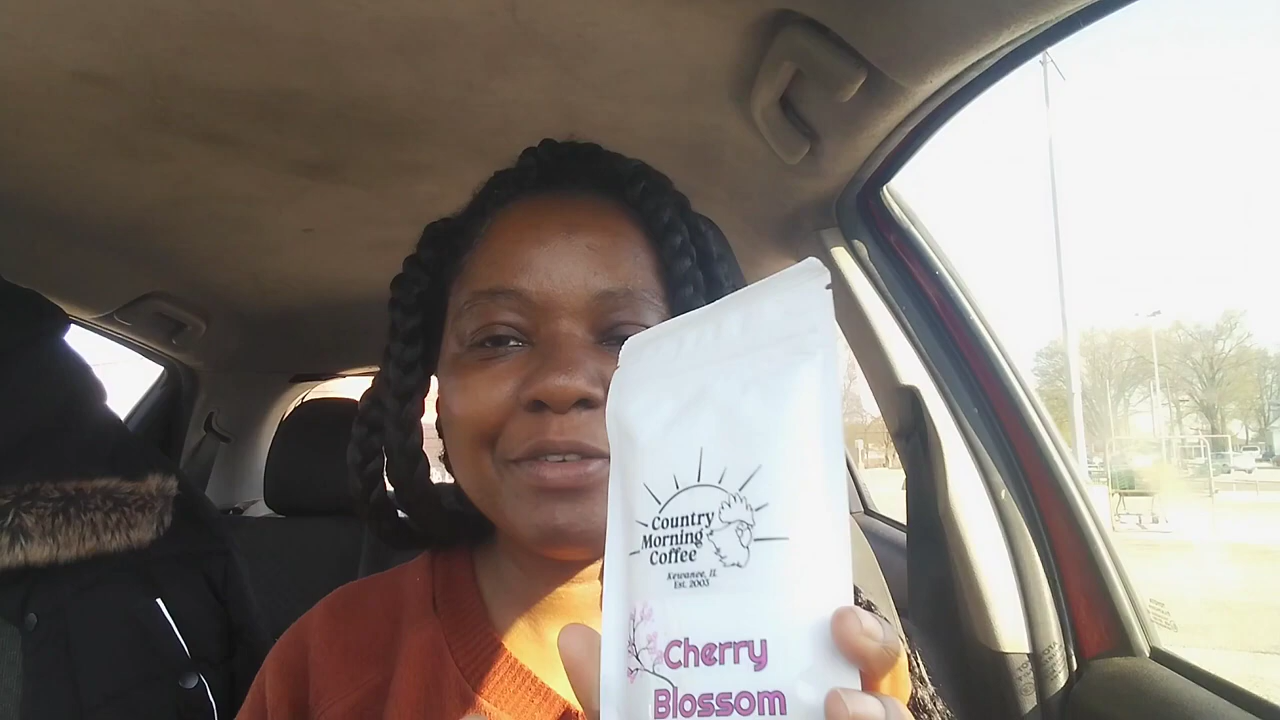 Country
Morning
Coffee
Kewanee, IL
Est. 2003
Cherry
Blossom